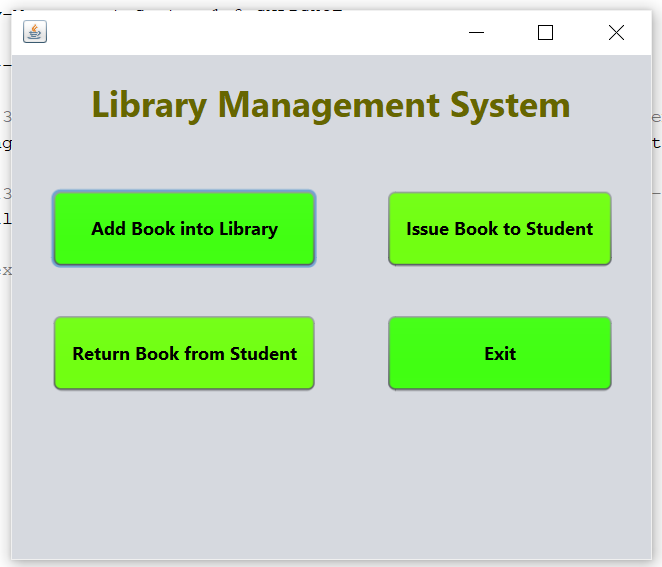 Library Management System
Add Book into Library
Issue Book to Student
Return Book from Student
Exit